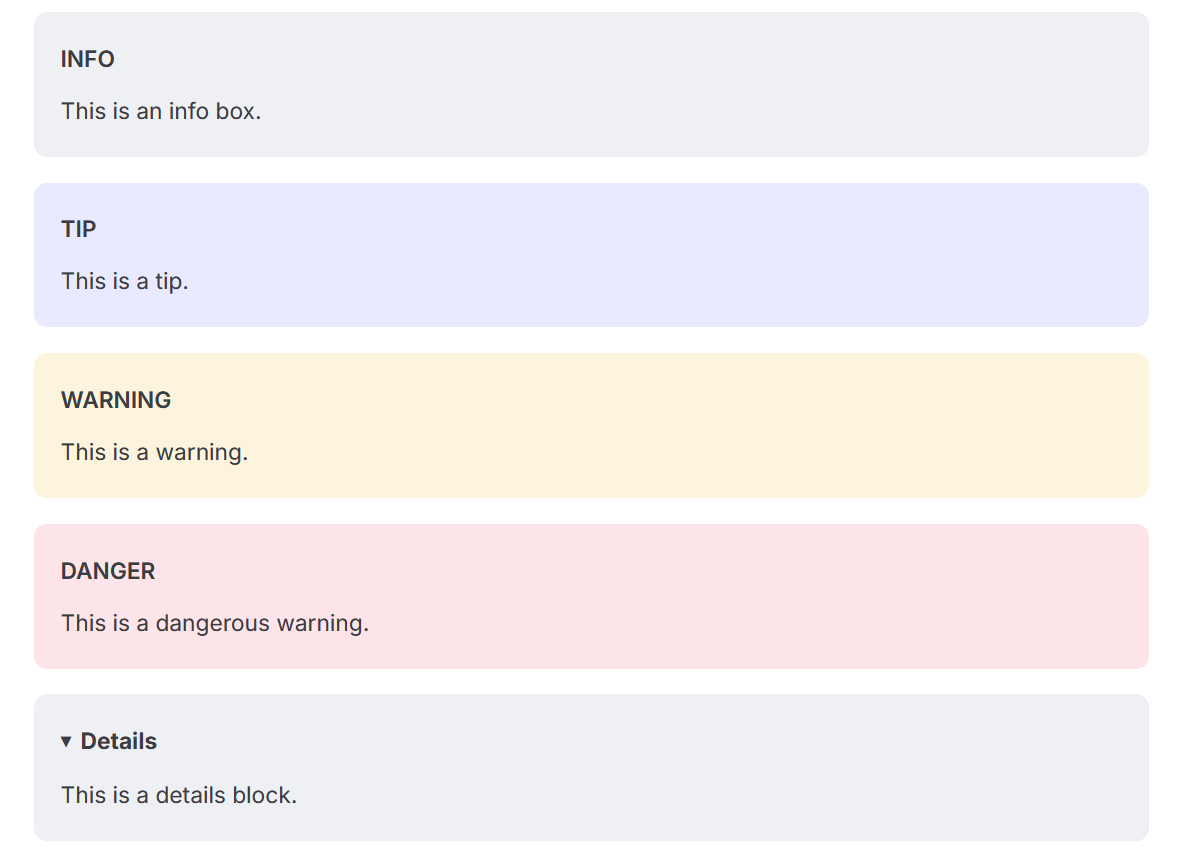 INFO
This is an info box.
TIP
This is a tip.
WARNING
This is a warning.
DANGER
This is a dangerous warning.
▼ Details
This is a details block.